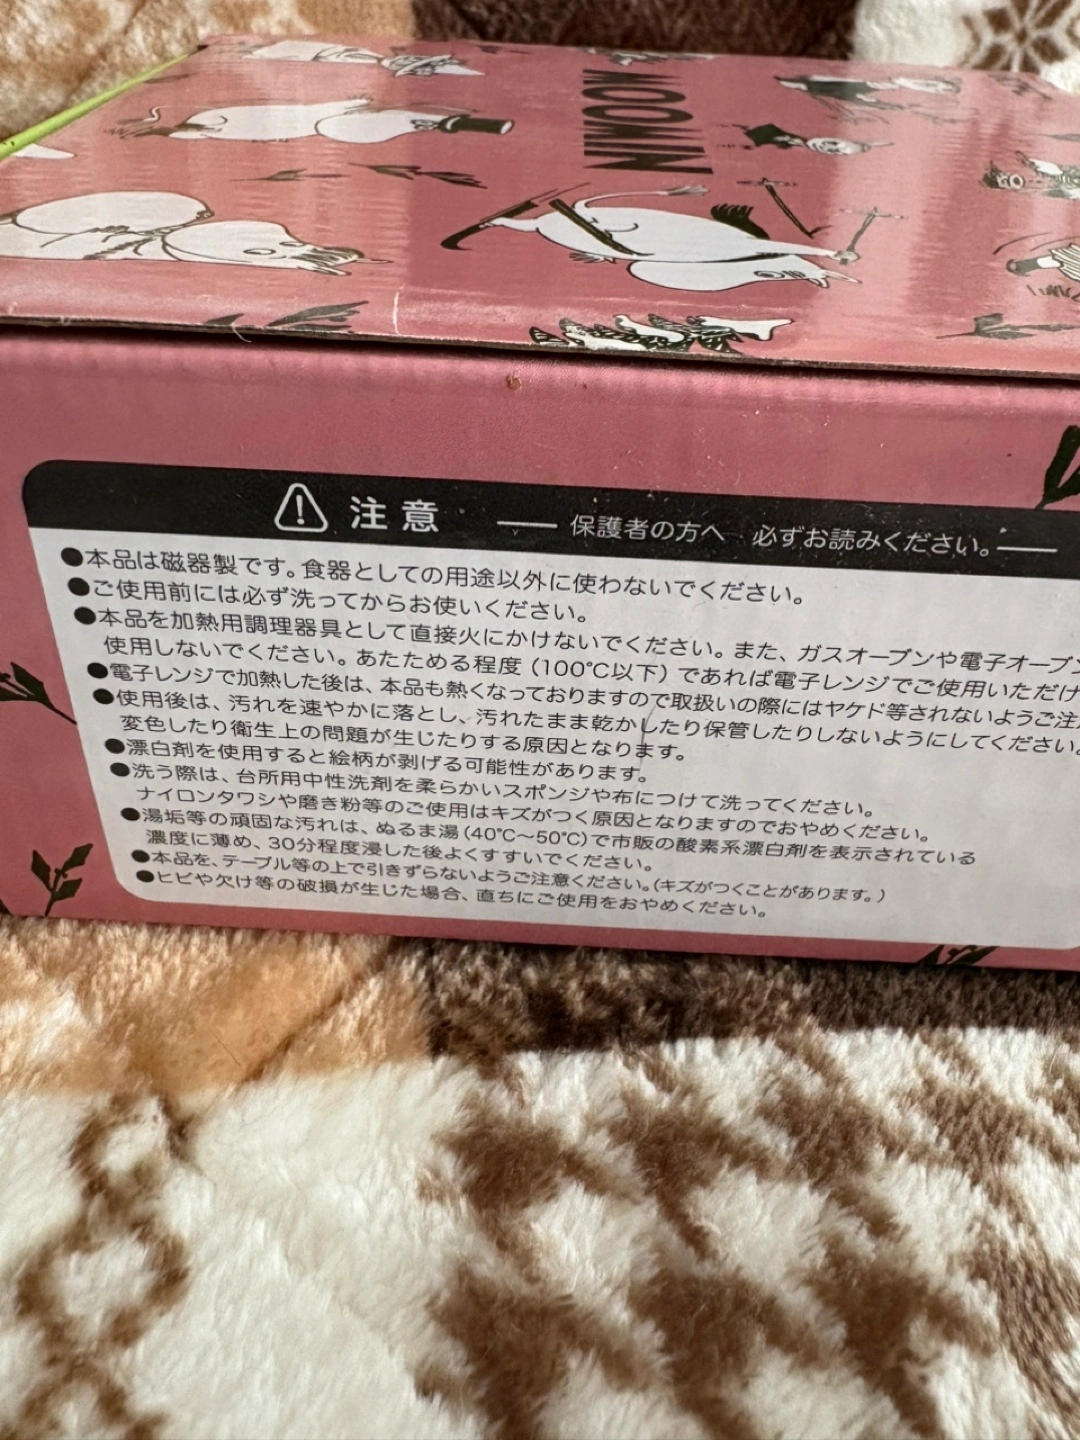 MOOMIN
注意 保護者の方へ 必ずお読みください。
●本品は磁器製です。食器としての用途以外に使わないでください。
●ご使用前には必ず洗ってからお使いください。
●本品を加熱用調理器具として直接火にかけないでください。また、ガスオーブンや電子オーブン
使用しないでください。あたためる程度(100℃以下)であれば電子レンジでご使用いただけ
●電子レンジで加熱した後は、本品も熱くなっておりますので取扱いの際にはヤケド等されないようご注
●使用後は、汚れを速やかに落とし、汚れたまま乾かしたり保管したりしないようにしてください。
変色したり衛生上の問題が生じたりする原因となります。
●漂白剤を使用すると絵柄が剥げる可能性があります。
●洗う際は、台所用中性洗剤を柔らかいスポンジや布につけて洗ってください。
ナイロンタワシや磨き粉等のご使用はキズがつく原因となりますのでおやめください。
●湯垢等の頑固な汚れは、ぬるま湯(40℃～50℃)で市販の酸素系漂白剤を表示されている
濃度に薄め、30分程度浸した後よくすすいでください。
●本品を、テーブル等の上で引きずらないようご注意ください。(キズがつくことがあります。)
●ヒビや欠け等の破損が生じた場合、直ちにご使用をおやめください。